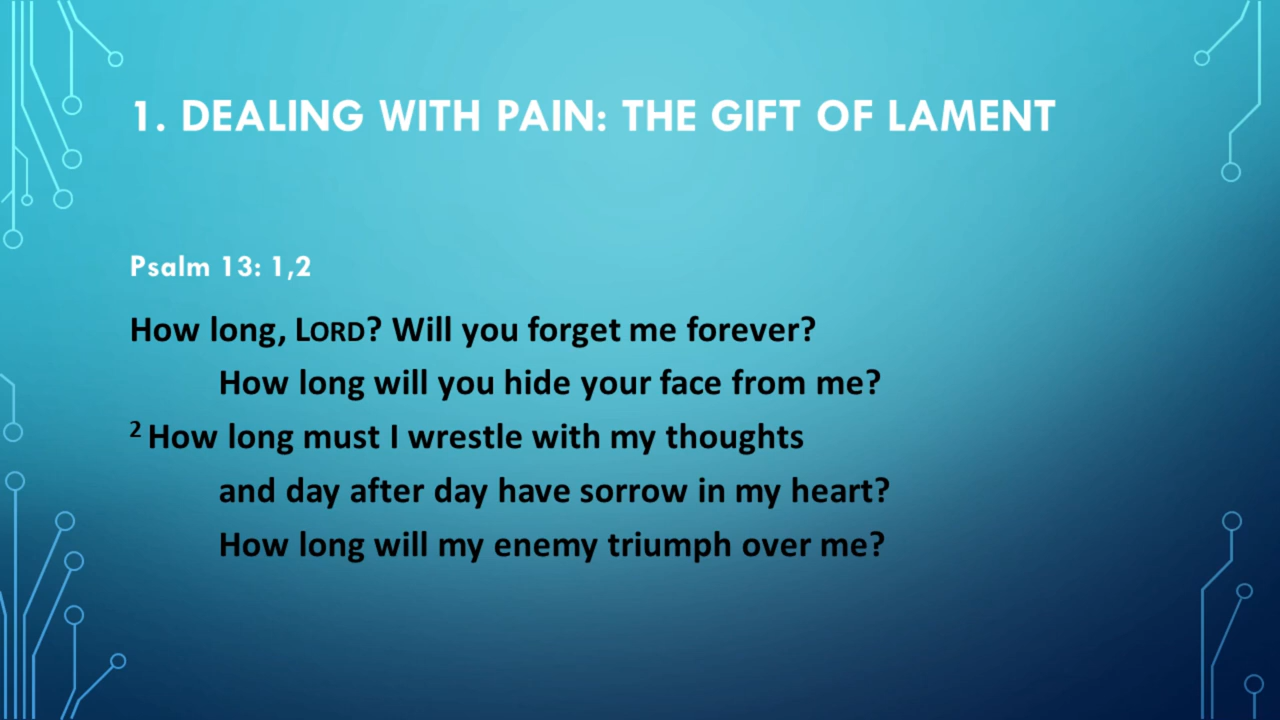 1. DEALING WITH PAIN: THE GIFT OF LAMENT
Psalm 13: 1,2
How long, LORD? Will you forget me forever?
How long will you hide your face from me?
2 How long must I wrestle with my thoughts
and day after day have sorrow in my heart?
How long will my enemy triumph over me?